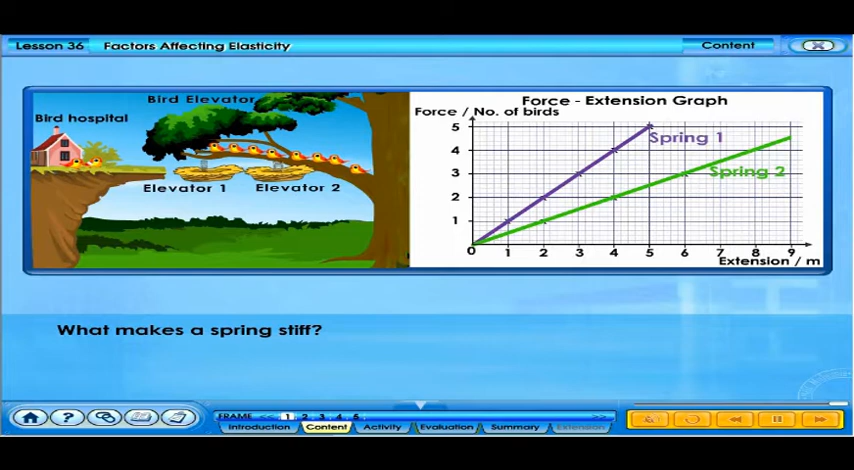 Lesson 36 Factors Affecting Elasticity Content
Bird Elevator
Bird hospital
Elevator 1 Elevator 2
Force - Extension Graph
Force / No. of birds
5
4
3
2
1
Spring 1
Spring 2
0 1 2 3 4 5 6 7 8 9
Extension / m
What makes a spring stiff?
FRAME << 1 2 3 4 5 >>
Introduction Content Activity Evaluation Summary Extension